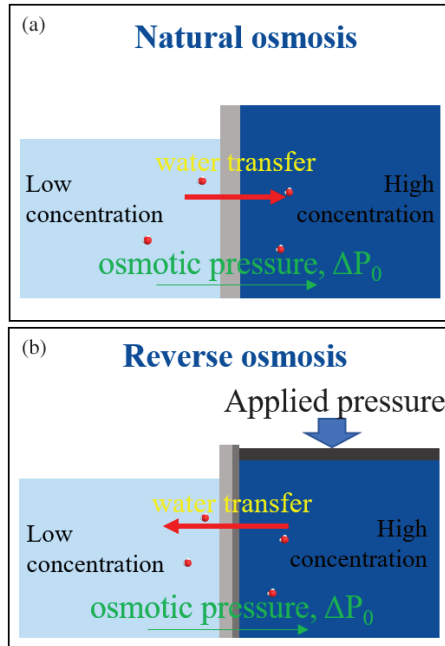 (a)
Natural osmosis
water transfer
Low
concentration
High
concentration
osmotic pressure, ΔP₀
(b)
Reverse osmosis
Applied pressure
water transfer
Low
concentration
High
concentration
osmotic pressure, ΔP₀